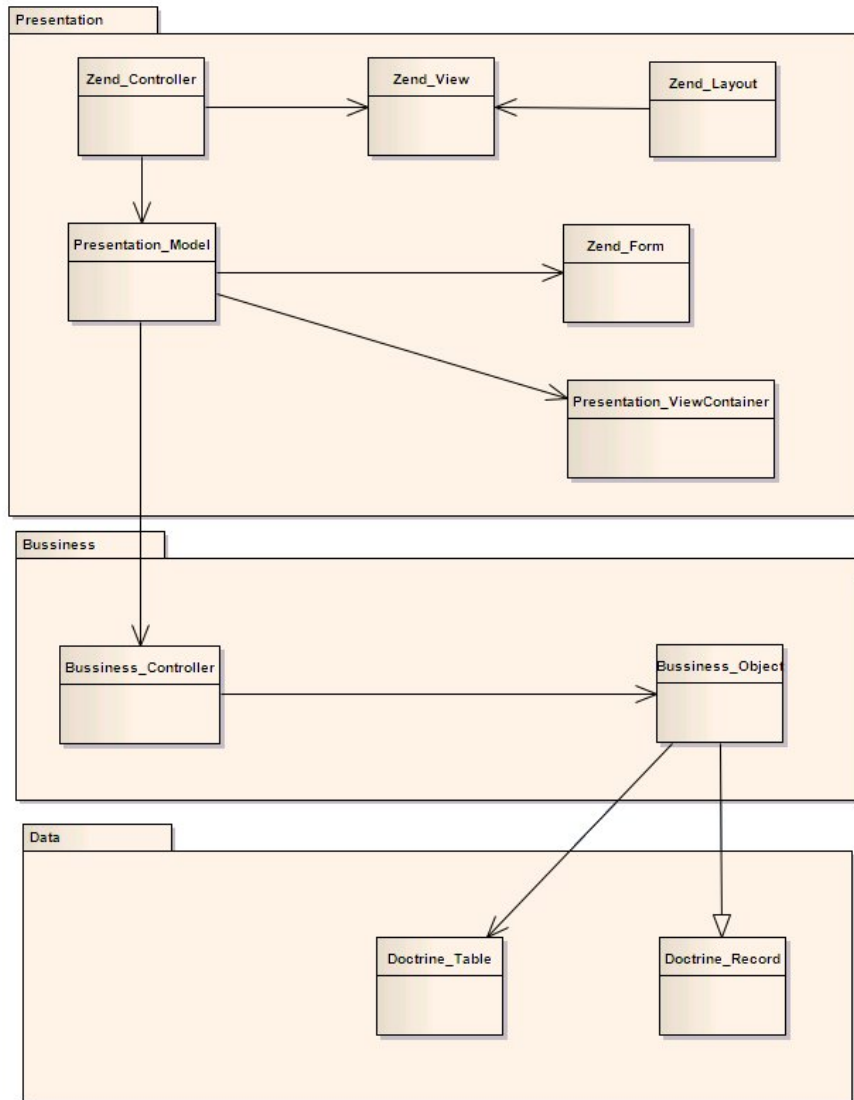 Presentation
Zend_Controller
Zend_View
Zend_Layout
Presentation_Model
Zend_Form
Presentation_ViewContainer
Bussiness
Bussiness_Controller
Bussiness_Object
Data
Doctrine_Table
Doctrine_Record